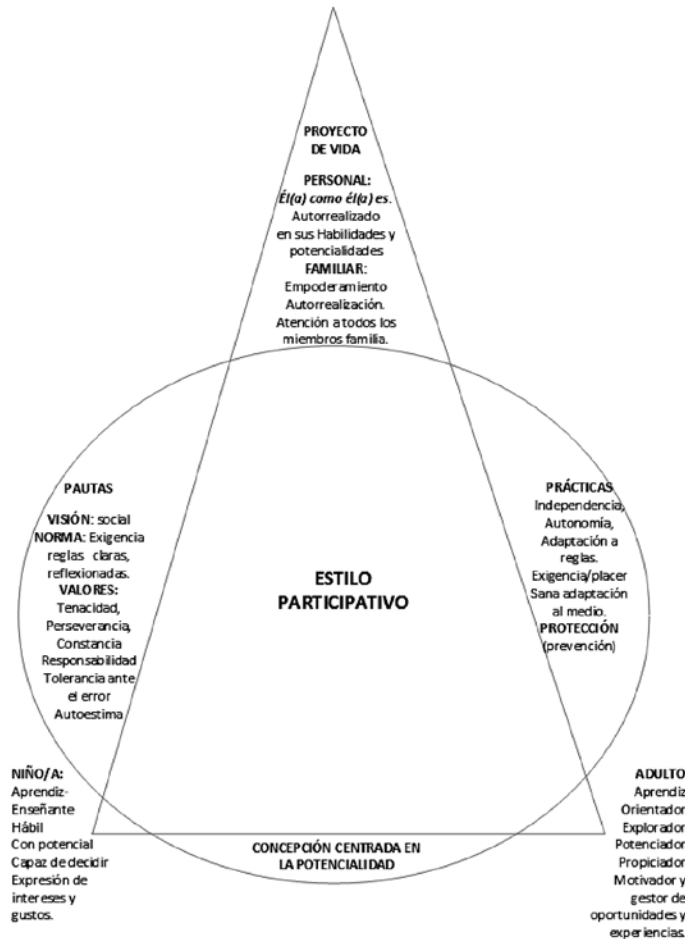 PROYECTO
DE VIDA
PERSONAL:
Él(a) como él(a) es.
Autorrealizado
en sus Habilidades y
potencialidades
FAMILIAR:
Empoderamiento
Autorrealización.
Atención a todos los
miembros familia.
PAUTAS
VISIÓN: social
NORMA: Exigencia
reglas claras,
reflexionadas.
VALORES:
Tenacidad,
Perseverancia,
Constancia
Responsabilidad
Tolerancia ante
el error
Autoestima
ESTILO
PARTICIPATIVO
PRÁCTICAS
Independencia,
Autonomía,
Adaptación a
reglas.
Exigencia/placer
Sana adaptación
al medio.
PROTECCIÓN
(prevención)
NIÑO/A:
Aprendiz-
Enseñante
Hábil
Con potencial
Capaz de decidir
Expresión de
intereses y
gustos.
CONCEPCIÓN CENTRADA EN
LA POTENCIALIDAD
ADULTO
Aprendiz
Orientador
Explorador
Potenciador
Propiciador
Motivador y
gestor de
oportunidades y
experiencias.